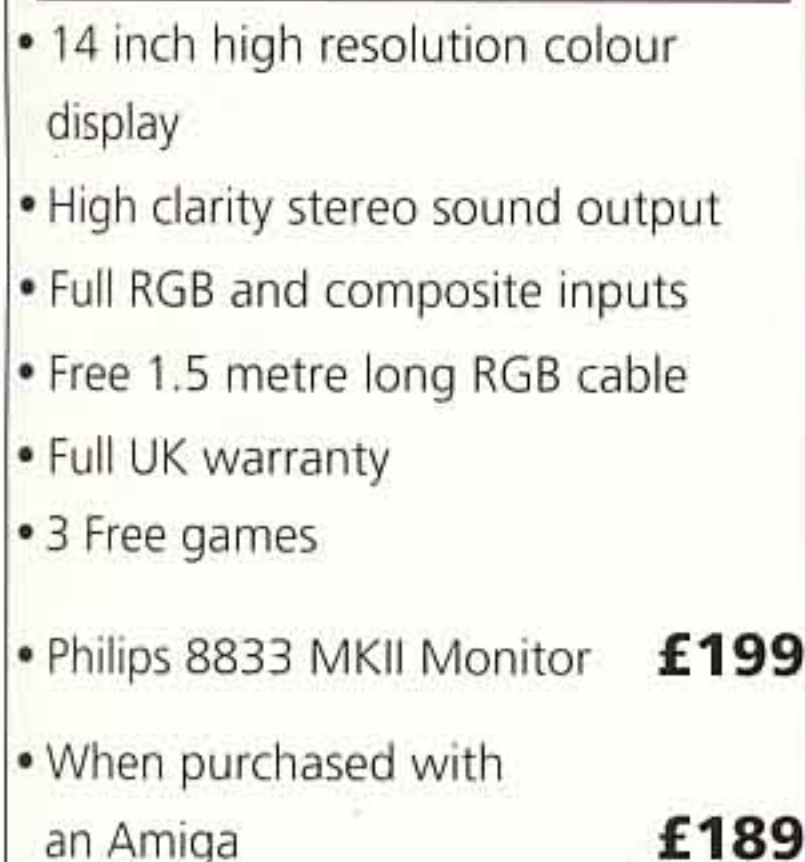 • 14 inch high resolution colour
display
• High clarity stereo sound output
• Full RGB and composite inputs
• Free 1.5 metre long RGB cable
• Full UK warranty
• 3 Free games
• Philips 8833 MKII Monitor £199
• When purchased with
an Amiga £189